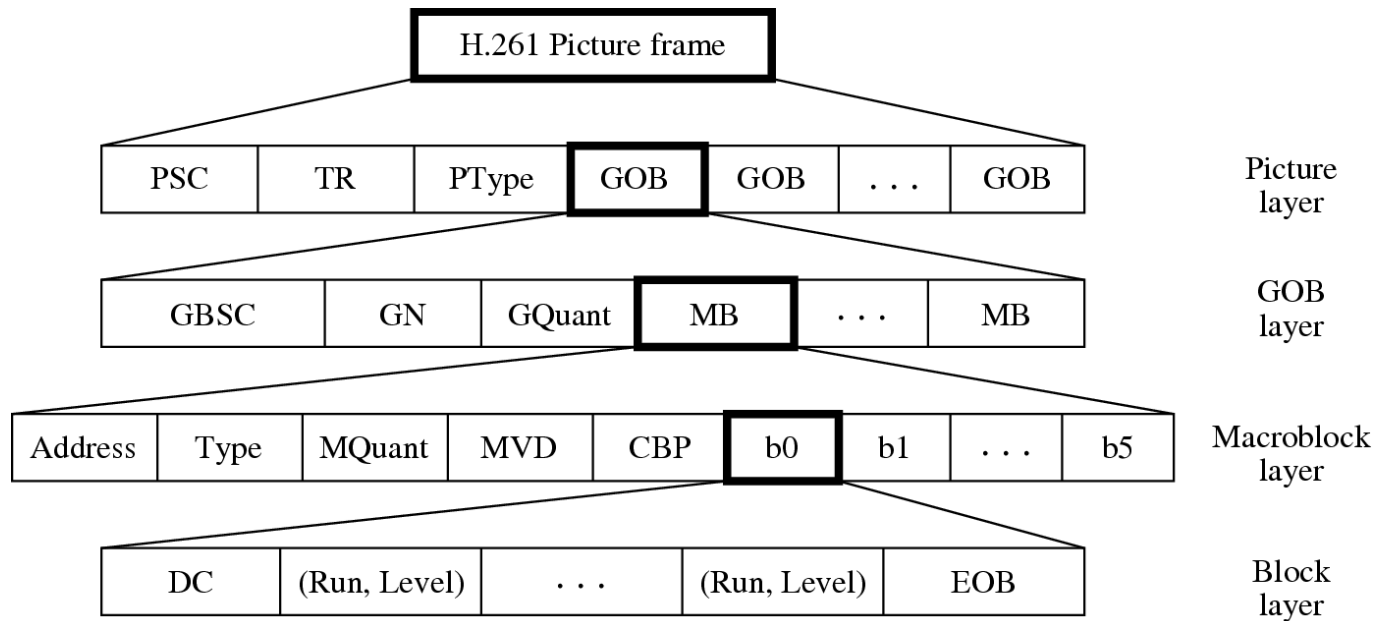 H.261 Picture frame
PSC TR PType GOB GOB . . . GOB
Picture
layer
GBSC GN GQuant MB . . . MB
GOB
layer
Address Type MQuant MVD CBP b0 b1 . . . b5
Macroblock
layer
DC (Run, Level) . . . (Run, Level) EOB
Block
layer